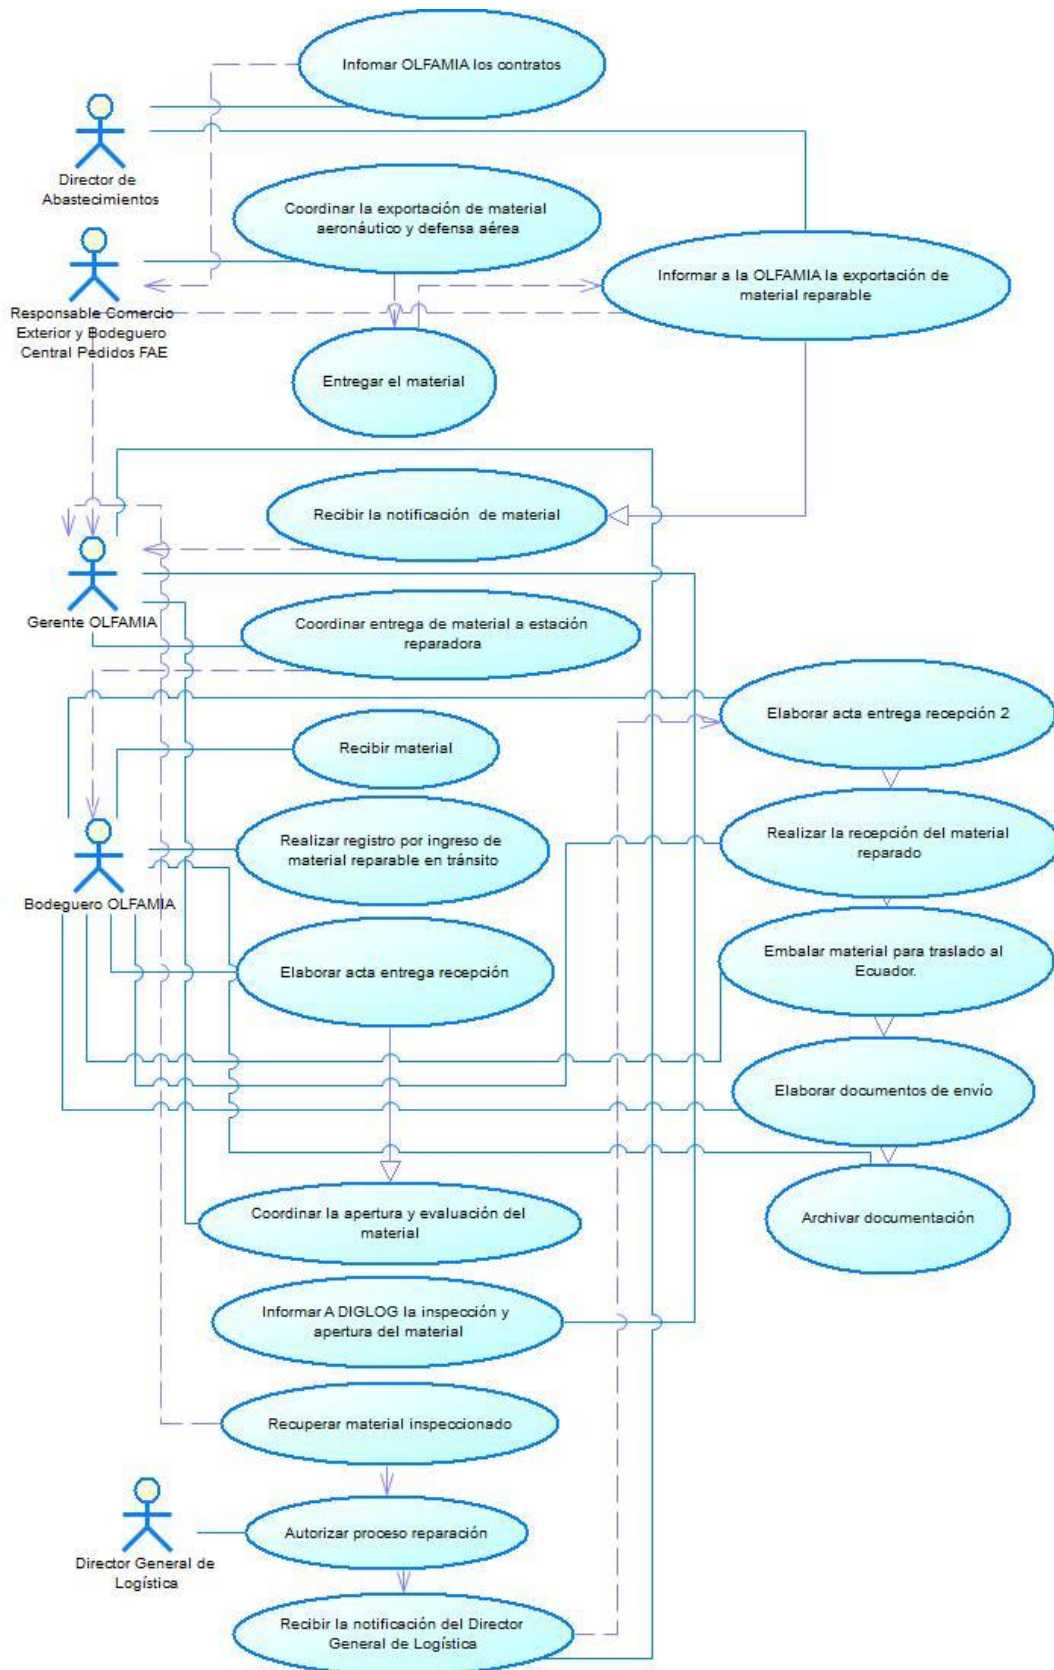 Infomar OLFAMIA los contratos
Director de
Abastecimientos
Coordinar la exportación de material
aeronáutico y defensa aérea
Informar a la OLFAMIA la exportación de
material reparable
Responsable Comercio
Exterior y Bodeguero
Central Pedidos FAE
Entregar el material
Recibir la notificación de material
Gerente OLFAMIA
Coordinar entrega de material a estación
reparadora
Elaborar acta entrega recepción 2
Recibir material
Realizar registro por ingreso de
material reparable en tránsito
Realizar la recepción del material
reparado
Bodeguero OLFAMIA
Elaborar acta entrega recepción
Embalar material para traslado al
Ecuador.
Elaborar documentos de envío
Coordinar la apertura y evaluación del
material
Archivar documentación
Informar A DIGLOG la inspección y
apertura del material
Recuperar material inspeccionado
Autorizar proceso reparación
Director General de
Logística
Recibir la notificación del Director
General de Logística